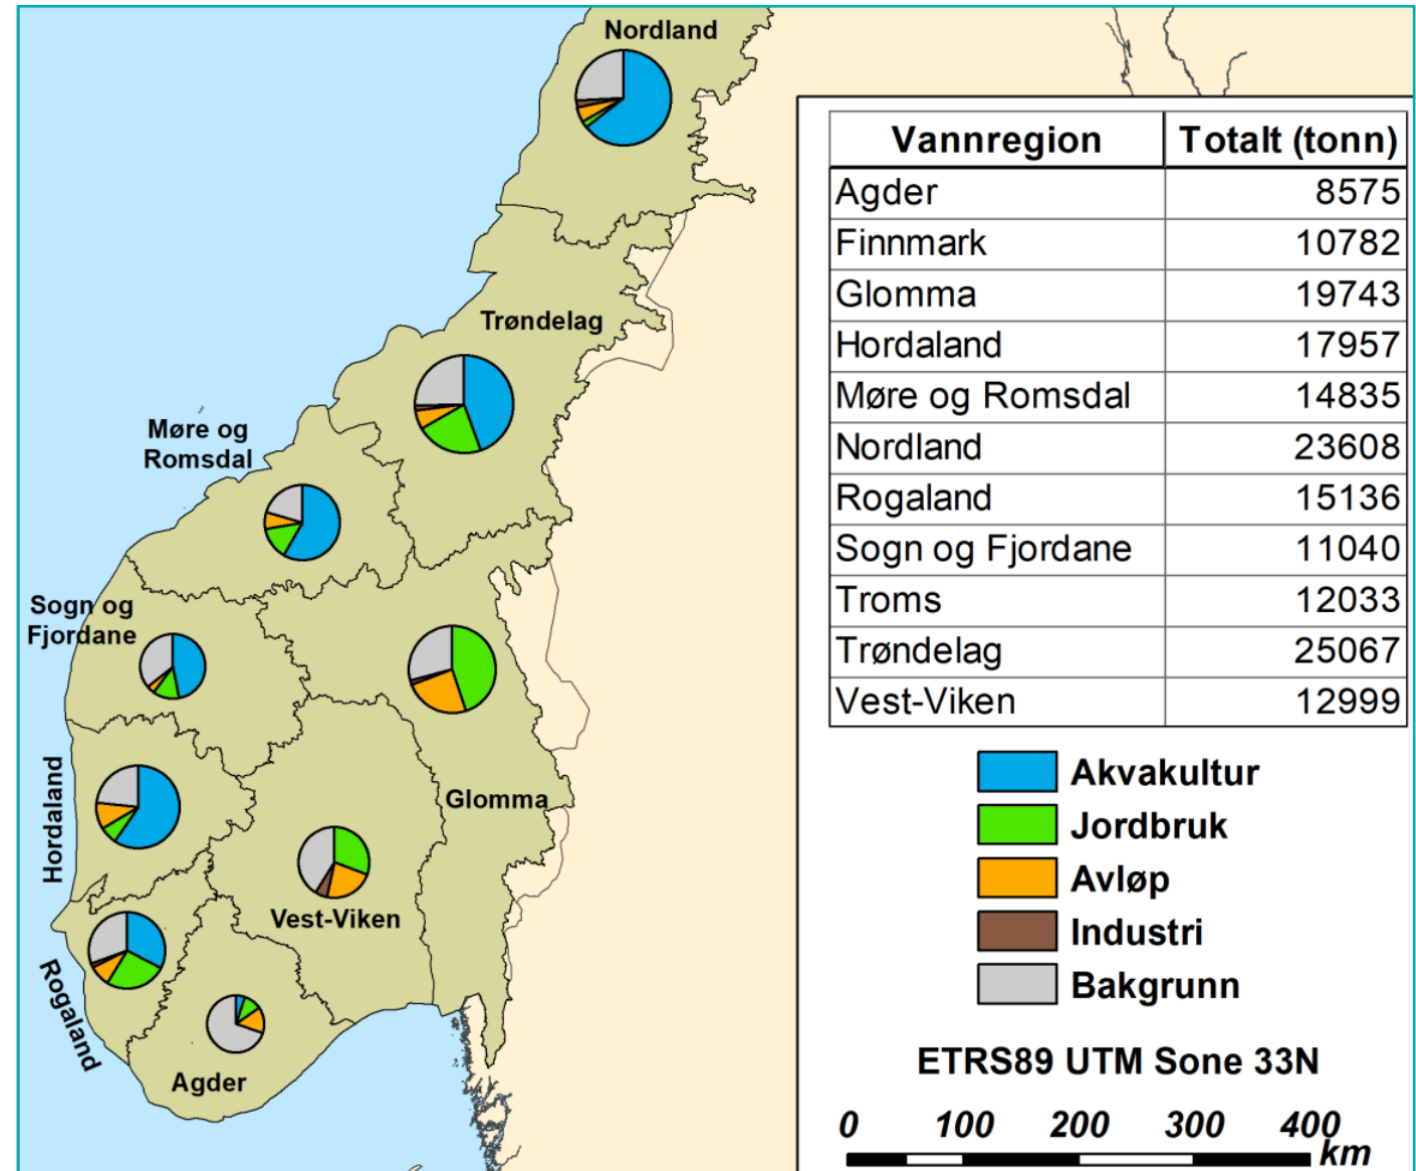 Nordland
Trøndelag
Møre og
Romsdal
Sogn og
Fjordane
Hordaland
Glomma
Vest-Viken
Rogaland
Agder
Vannregion Totalt (tonn)
Agder 8575
Finnmark 10782
Glomma 19743
Hordaland 17957
Møre og Romsdal 14835
Nordland 23608
Rogaland 15136
Sogn og Fjordane 11040
Troms 12033
Trøndelag 25067
Vest-Viken 12999
Akvakultur
Jordbruk
Avløp
Industri
Bakgrunn
ETRS89 UTM Sone 33N
0 100 200 300 400
km